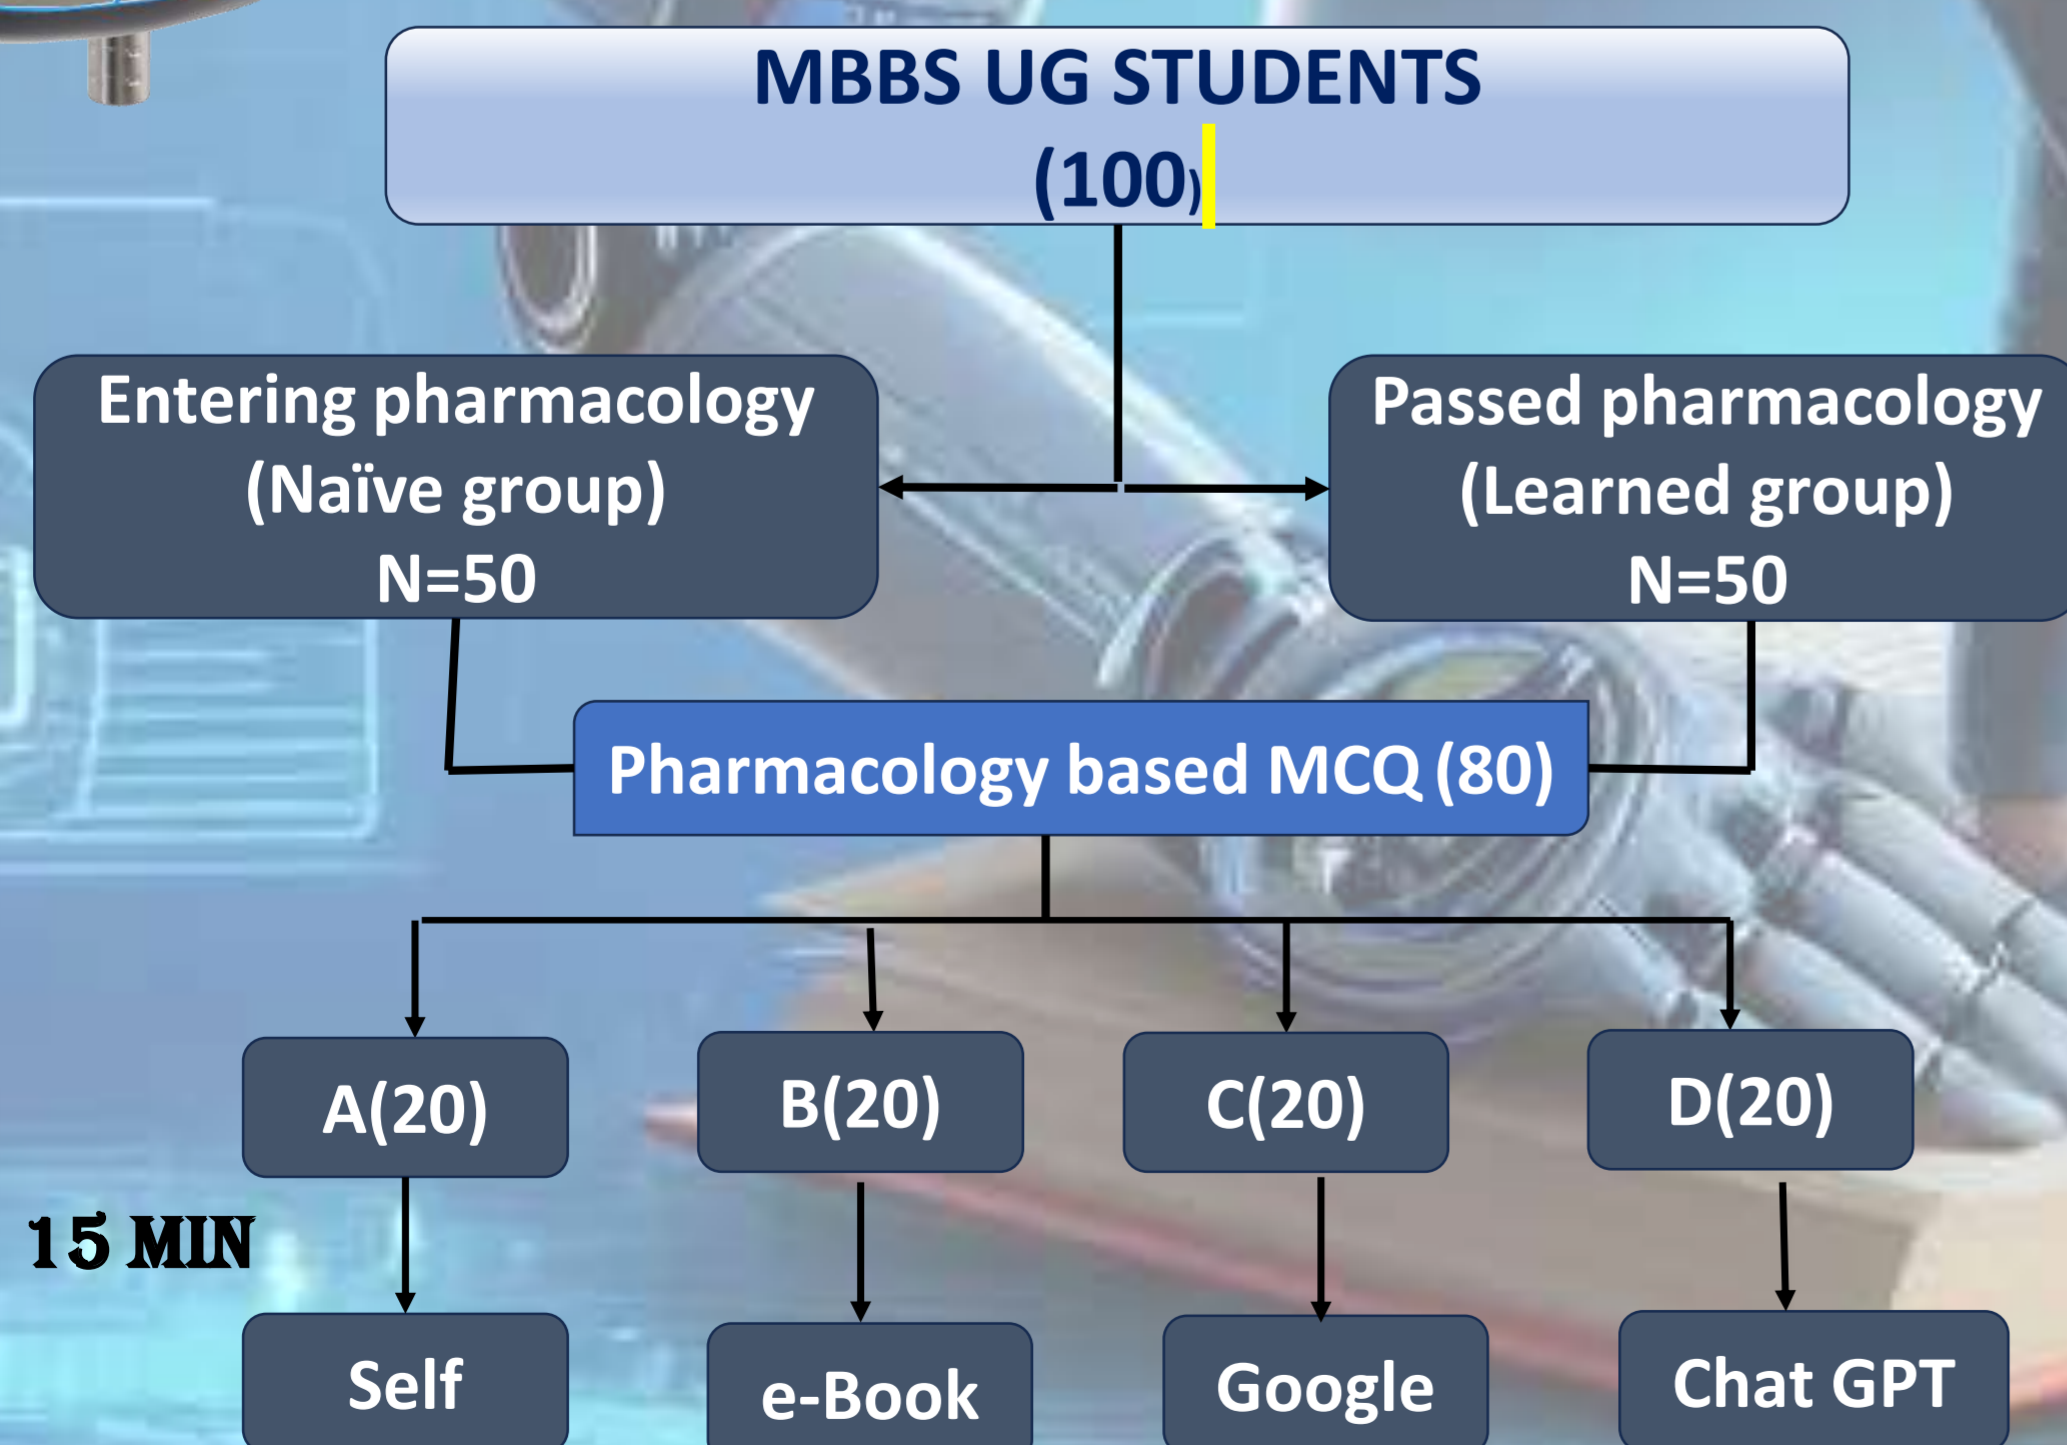 MBBS UG STUDENTS
(100)
Entering pharmacology
(Naïve group)
N=50
Passed pharmacology
(Learned group)
N=50
Pharmacology based MCQ (80)
A(20)
B(20)
C(20)
D(20)
15 MIN
Self
e-Book
Google
Chat GPT